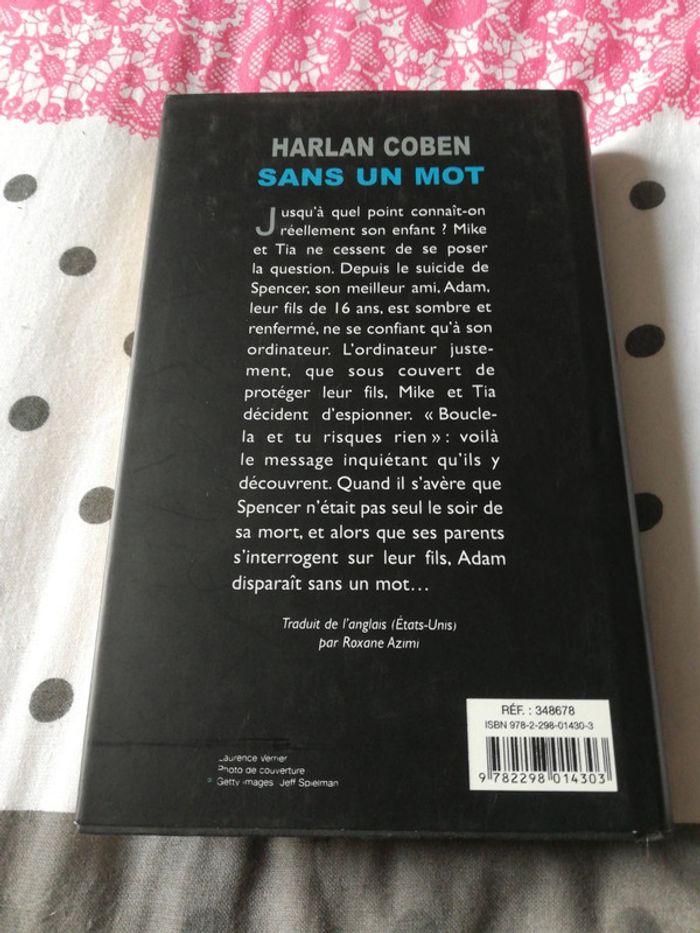 HARLAN COBEN
SANS UN MOT
Jusqu'à quel point connaît-on
réellement son enfant ? Mike
et Tia ne cessent de se poser
la question. Depuis le suicide de
Spencer, son meilleur ami, Adam,
leur fils de 16 ans, est sombre et
renfermé, ne se confiant qu'à son
ordinateur. L'ordinateur juste-
ment, que sous couvert de
protéger leur fils, Mike et Tia
décident d'espionner. « Boucle-
la et tu risques rien » : voilà
le message inquiétant qu'ils y
découvrent. Quand il s'avère que
Spencer n'était pas seul le soir de
sa mort, et alors que ses parents
s'interrogent sur leur fils, Adam
disparaît sans un mot…
Traduit de l'anglais (États-Unis)
par Roxane Azimi
RÉF. : 348678
ISBN 978-2-298-01430-3
9 782298 014303
Laurence Verrier
Photo de couverture
Getty images Jeff Spielman